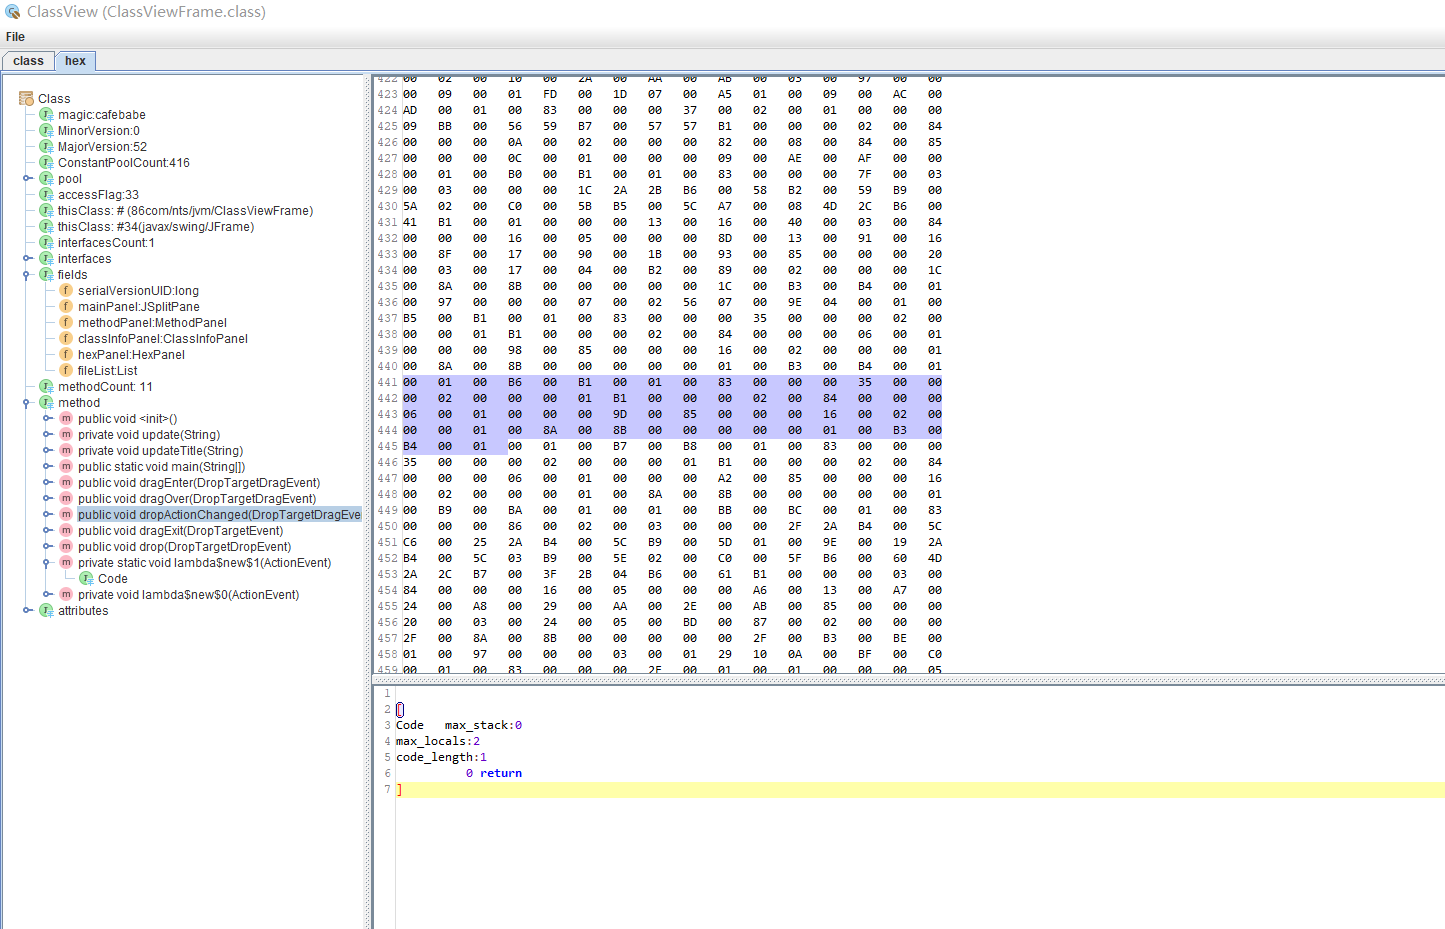 ClassView (ClassViewFrame.class)
File
class hex
Class
magic:cafebabe
MinorVersion:0
MajorVersion:52
ConstantPoolCount:416
pool
accessFlag:33
thisClass: # (86com/nts/jvm/ClassViewFrame)
thisClass: #34(javax/swing/JFrame)
interfacesCount:1
interfaces
fields
serialVersionUID:long
mainPanel:JSplitPane
methodPanel:MethodPanel
classInfoPanel:ClassInfoPanel
hexPanel:HexPanel
fileList:List
methodCount: 11
method
public void <init>()
private void update(String)
private void updateTitle(String)
public static void main(String[])
public void dragEnter(DropTargetDragEvent)
public void dragOver(DropTargetDragEvent)
public void dropActionChanged(DropTargetDragEve
public void dragExit(DropTargetEvent)
public void drop(DropTargetDropEvent)
private static void lambda$new$1(ActionEvent)
Code
private void lambda$new$0(ActionEvent)
attributes
422 00 02 00 10 00 2A 00 AA 00 AB 00 03 00 97 00 00
423 00 09 00 01 FD 00 1D 07 00 A5 01 00 09 00 AC 00
424 AD 00 01 00 83 00 00 00 37 00 02 00 01 00 00 00
425 09 BB 00 56 59 B7 00 57 57 B1 00 00 00 02 00 84
426 00 00 00 0A 00 02 00 00 00 82 00 08 00 84 00 85
427 00 00 00 0C 00 01 00 00 00 09 00 AE 00 AF 00 00
428 00 01 00 B0 00 B1 00 01 00 83 00 00 00 7F 00 03
429 00 03 00 00 00 1C 2A 2B B6 00 58 B2 00 59 B9 00
430 5A 02 00 C0 00 5B B5 00 5C A7 00 08 4D 2C B6 00
431 41 B1 00 01 00 00 00 13 00 16 00 40 00 03 00 84
432 00 00 00 16 00 05 00 00 00 8D 00 13 00 91 00 16
433 00 8F 00 17 00 90 00 1B 00 93 00 85 00 00 00 20
434 00 03 00 17 00 04 00 B2 00 89 00 02 00 00 00 1C
435 00 8A 00 8B 00 00 00 00 00 1C 00 B3 00 B4 00 01
436 00 97 00 00 00 07 00 02 56 07 00 9E 04 00 01 00
437 B5 00 B1 00 01 00 83 00 00 00 35 00 00 00 02 00
438 00 00 01 B1 00 00 00 02 00 84 00 00 00 06 00 01
439 00 00 00 98 00 85 00 00 00 16 00 02 00 00 00 01
440 00 8A 00 8B 00 00 00 00 00 01 00 B3 00 B4 00 01
441 00 01 00 B6 00 B1 00 01 00 83 00 00 00 35 00 00
442 00 02 00 00 00 01 B1 00 00 00 02 00 84 00 00 00
443 06 00 01 00 00 00 9D 00 85 00 00 00 16 00 02 00
444 00 00 01 00 8A 00 8B 00 00 00 00 00 01 00 B3 00
445 B4 00 01 00 01 00 B7 00 B8 00 01 00 83 00 00 00
446 35 00 00 00 02 00 00 00 01 B1 00 00 00 02 00 84
447 00 00 00 06 00 01 00 00 00 A2 00 85 00 00 00 16
448 00 02 00 00 00 01 00 8A 00 8B 00 00 00 00 00 01
449 00 B9 00 BA 00 01 00 01 00 BB 00 BC 00 01 00 83
450 00 00 00 86 00 02 00 03 00 00 00 2F 2A B4 00 5C
451 C6 00 25 2A B4 00 5C B9 00 5D 01 00 9E 00 19 2A
452 B4 00 5C 03 B9 00 5E 02 00 C0 00 5F B6 00 60 4D
453 2A 2C B7 00 3F 2B 04 B6 00 61 B1 00 00 00 03 00
454 84 00 00 00 16 00 05 00 00 00 A6 00 13 00 A7 00
455 24 00 A8 00 29 00 AA 00 2E 00 AB 00 85 00 00 00
456 20 00 03 00 24 00 05 00 BD 00 87 00 02 00 00 00
457 2F 00 8A 00 8B 00 00 00 00 00 2F 00 B3 00 BE 00
458 01 00 97 00 00 00 03 00 01 29 10 0A 00 BF 00 C0
459 00 01 00 83 00 00 00 2E 00 01 00 01 00 00 00 05
1
2 [
3 Code max_stack:0
4 max_locals:2
5 code_length:1
6 0 return
7 ]